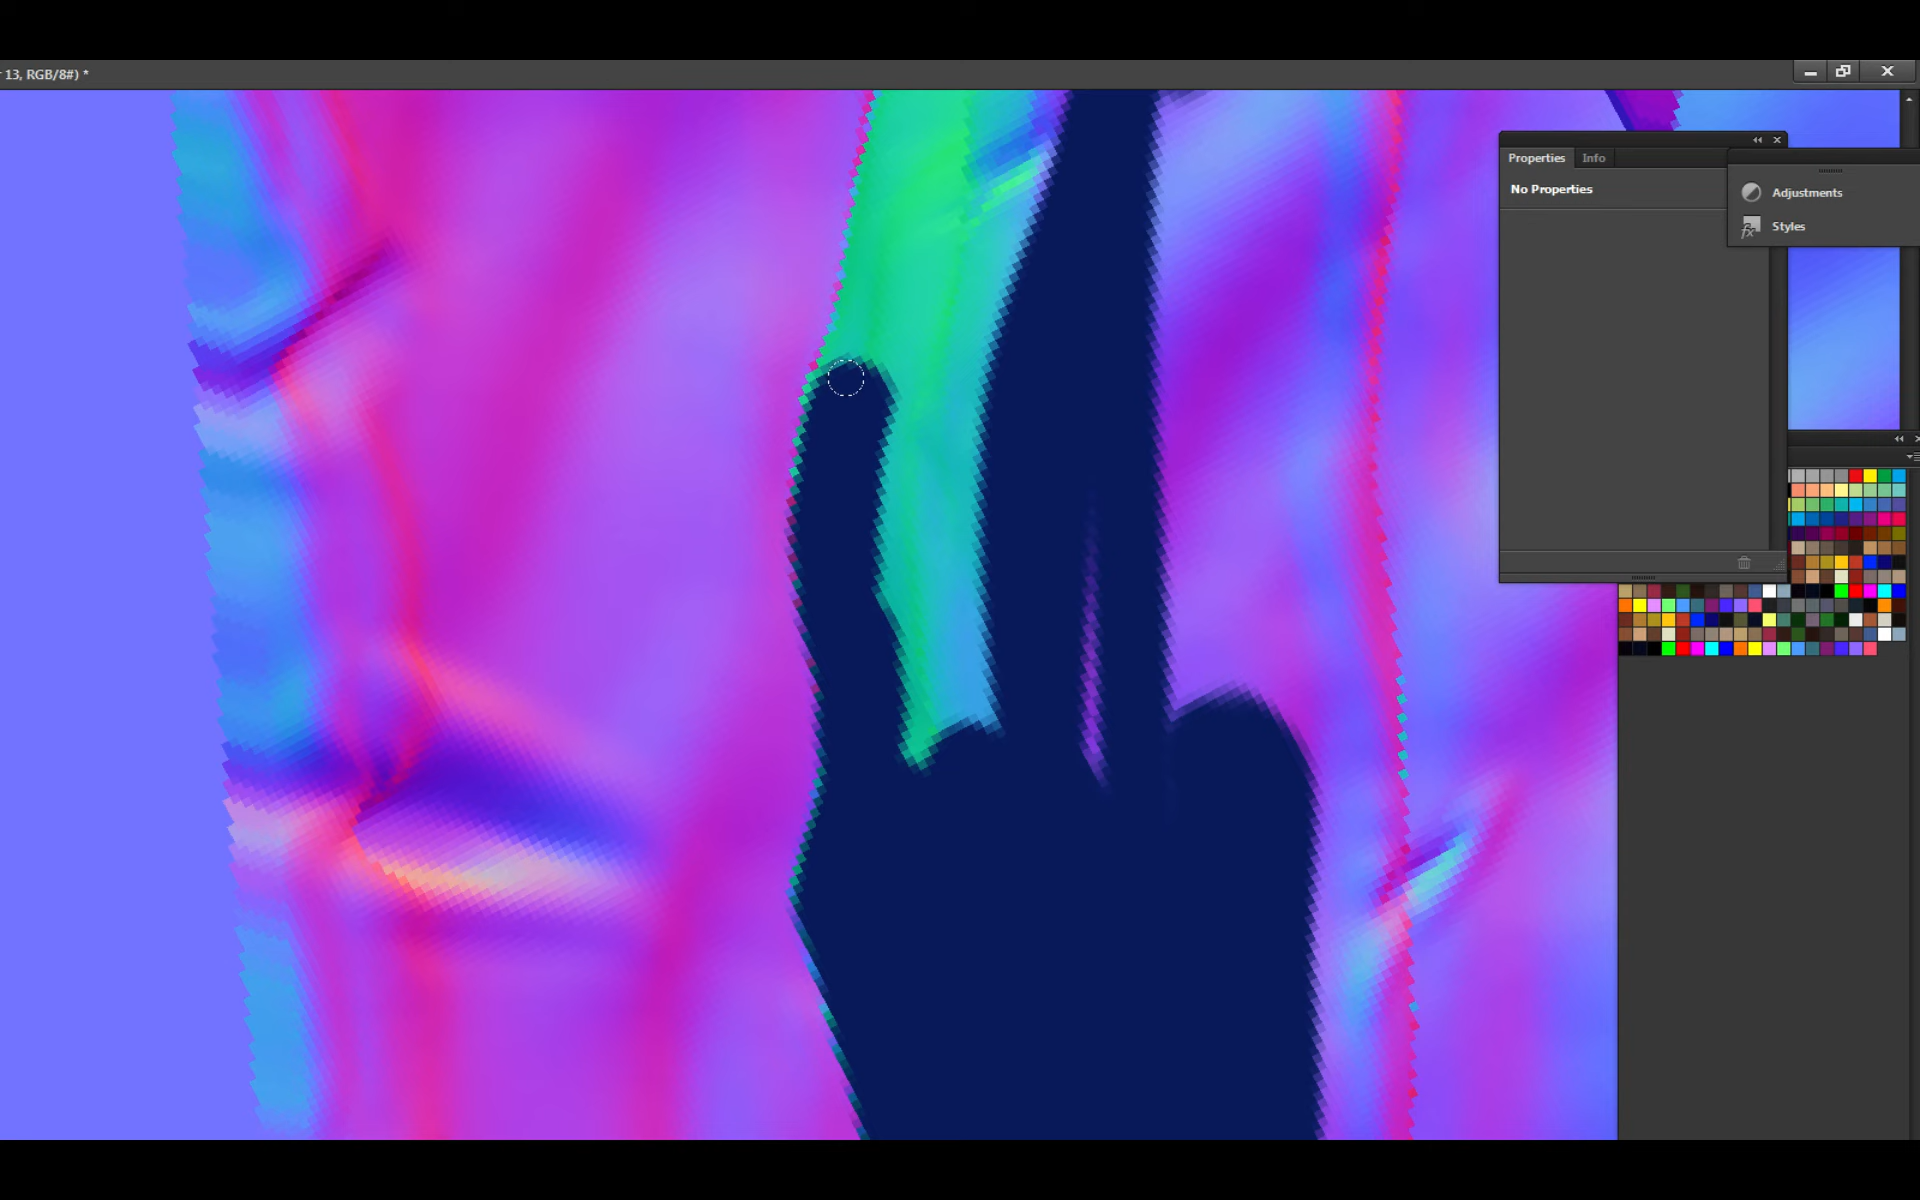 13, RGB/8#) *
Properties Info
No Properties
Adjustments
Styles